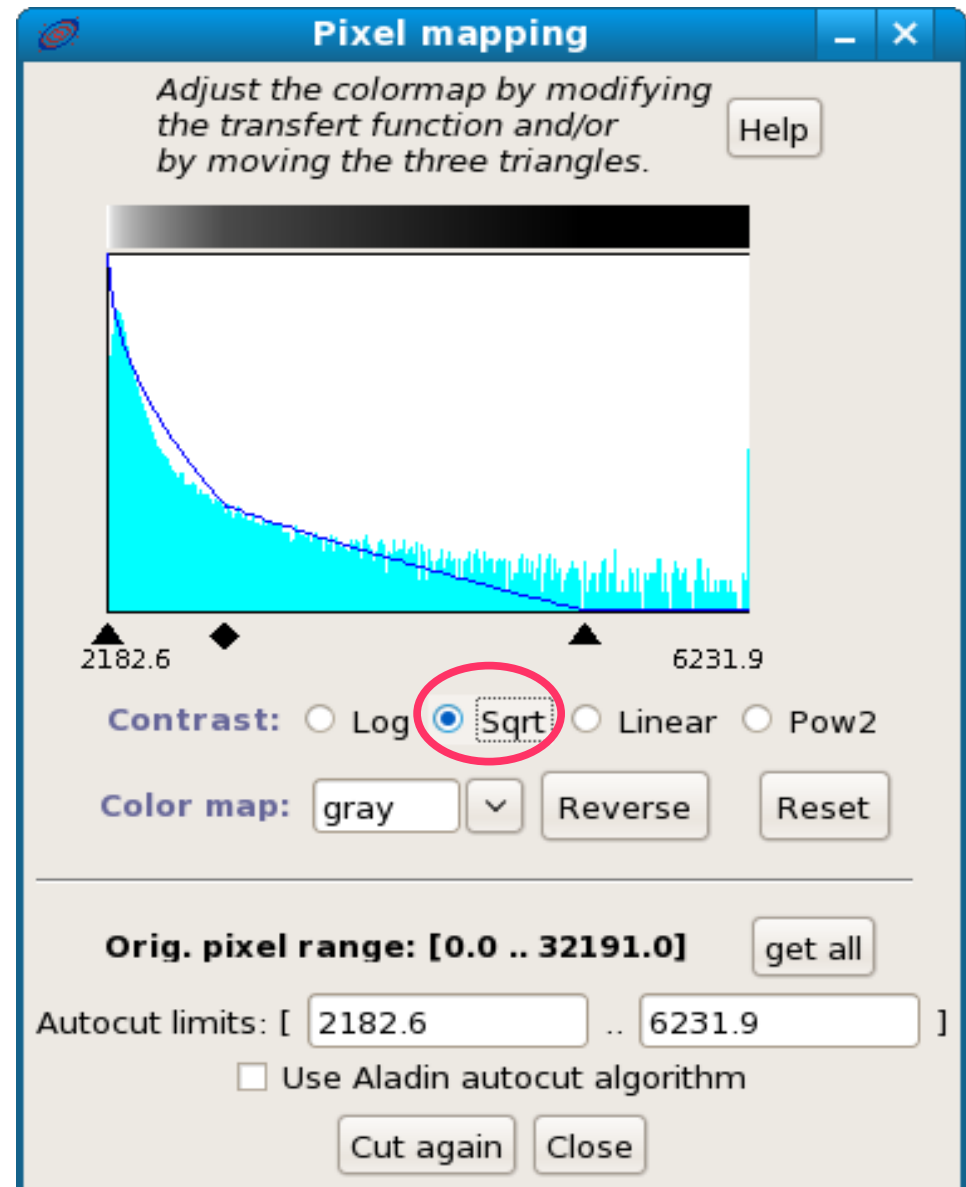 Pixel mapping
Adjust the colormap by modifying
the transfert function and/or
by moving the three triangles.
Help
2182.6 6231.9
Contrast: Log Sqrt Linear Pow2
Color map: gray Reverse Reset
Orig. pixel range: [0.0 .. 32191.0] get all
Autocut limits: [ 2182.6 .. 6231.9 ]
Use Aladin autocut algorithm
Cut again Close